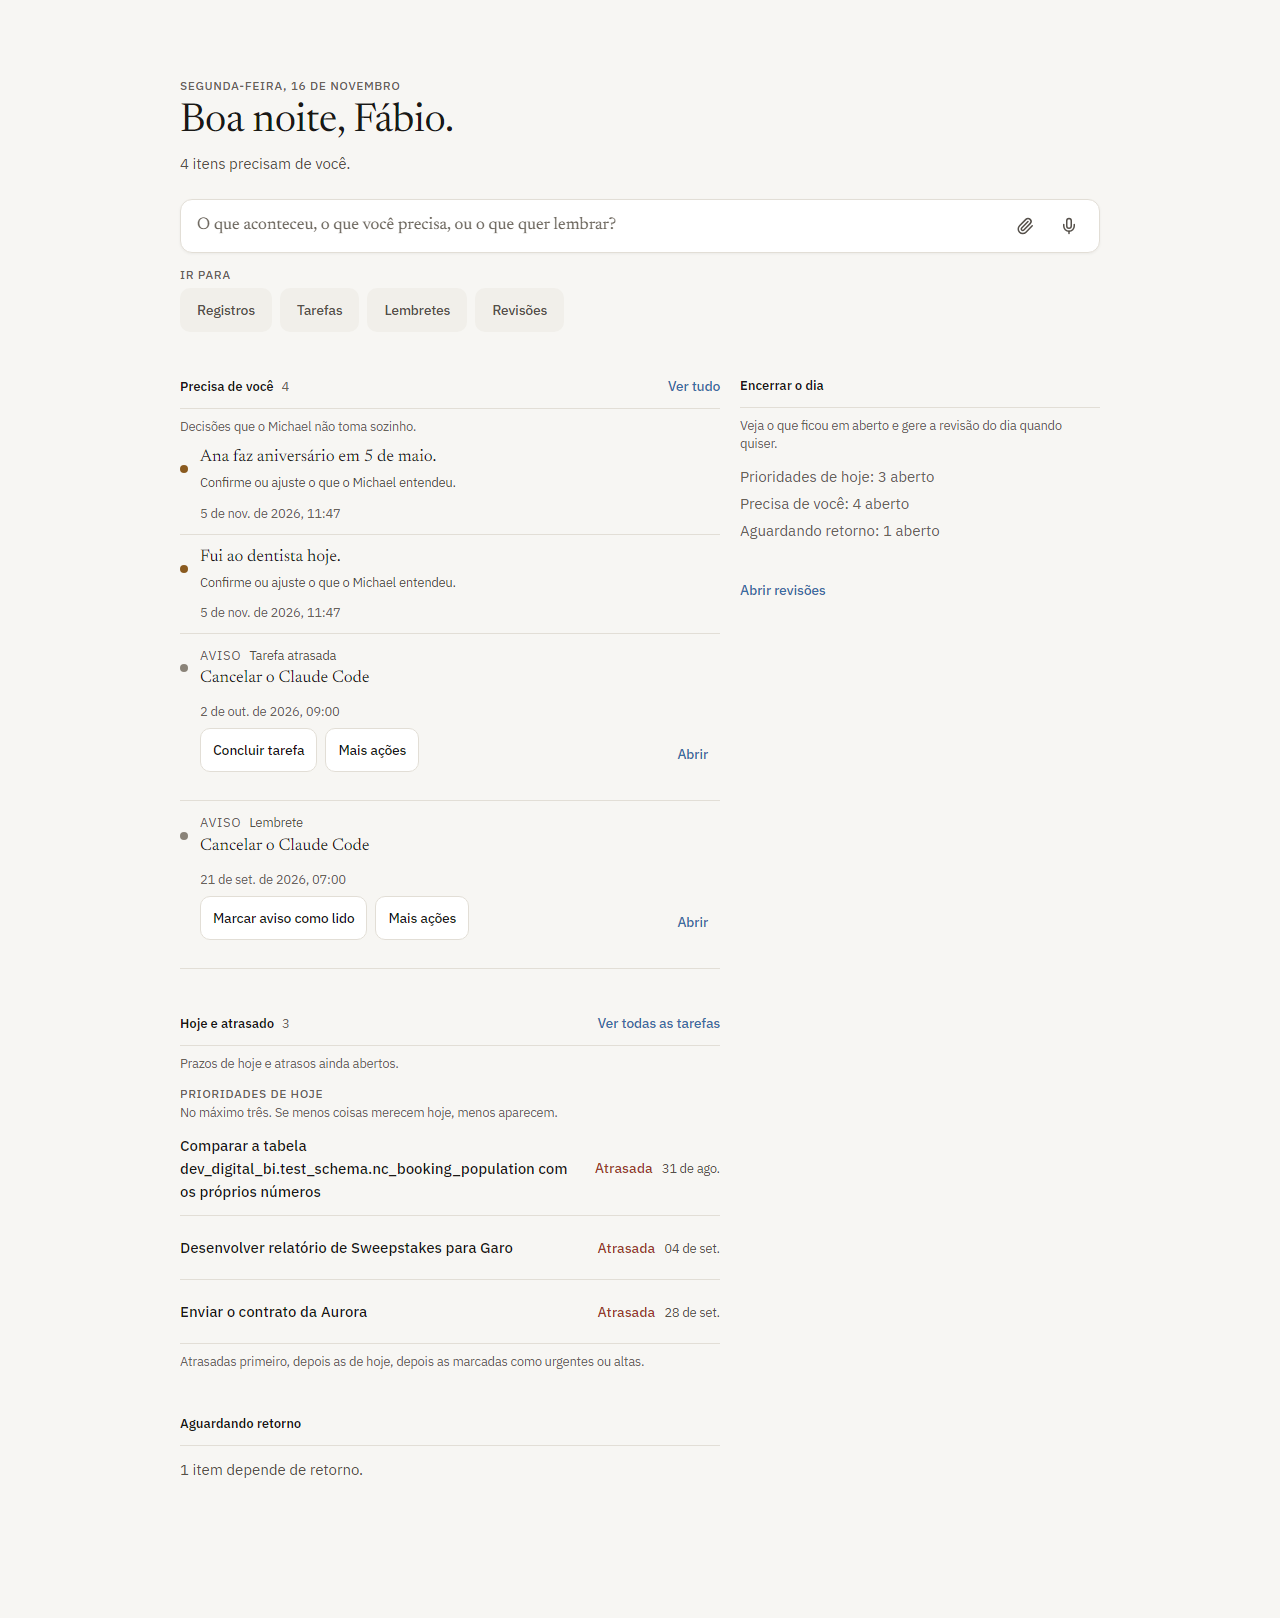 SEGUNDA-FEIRA, 16 DE NOVEMBRO
Boa noite, Fábio.
4 itens precisam de você.
O que aconteceu, o que você precisa, ou o que quer lembrar?
IR PARA
Registros
Tarefas
Lembretes
Revisões
Precisa de você 4
Ver tudo
Decisões que o Michael não toma sozinho.
Ana faz aniversário em 5 de maio.
Confirme ou ajuste o que o Michael entendeu.
5 de nov. de 2026, 11:47
Fui ao dentista hoje.
Confirme ou ajuste o que o Michael entendeu.
5 de nov. de 2026, 11:47
AVISO Tarefa atrasada
Cancelar o Claude Code
2 de out. de 2026, 09:00
Concluir tarefa
Mais ações
Abrir
AVISO Lembrete
Cancelar o Claude Code
21 de set. de 2026, 07:00
Marcar aviso como lido
Mais ações
Abrir
Hoje e atrasado 3
Ver todas as tarefas
Prazos de hoje e atrasos ainda abertos.
PRIORIDADES DE HOJE
No máximo três. Se menos coisas merecem hoje, menos aparecem.
Comparar a tabela
dev_digital_bi.test_schema.nc_booking_population com
os próprios números
Atrasada 31 de ago.
Desenvolver relatório de Sweepstakes para Garo
Atrasada 04 de set.
Enviar o contrato da Aurora
Atrasada 28 de set.
Atrasadas primeiro, depois as de hoje, depois as marcadas como urgentes ou altas.
Aguardando retorno
1 item depende de retorno.
Encerrar o dia
Veja o que ficou em aberto e gere a revisão do dia quando
quiser.
Prioridades de hoje: 3 aberto
Precisa de você: 4 aberto
Aguardando retorno: 1 aberto
Abrir revisões